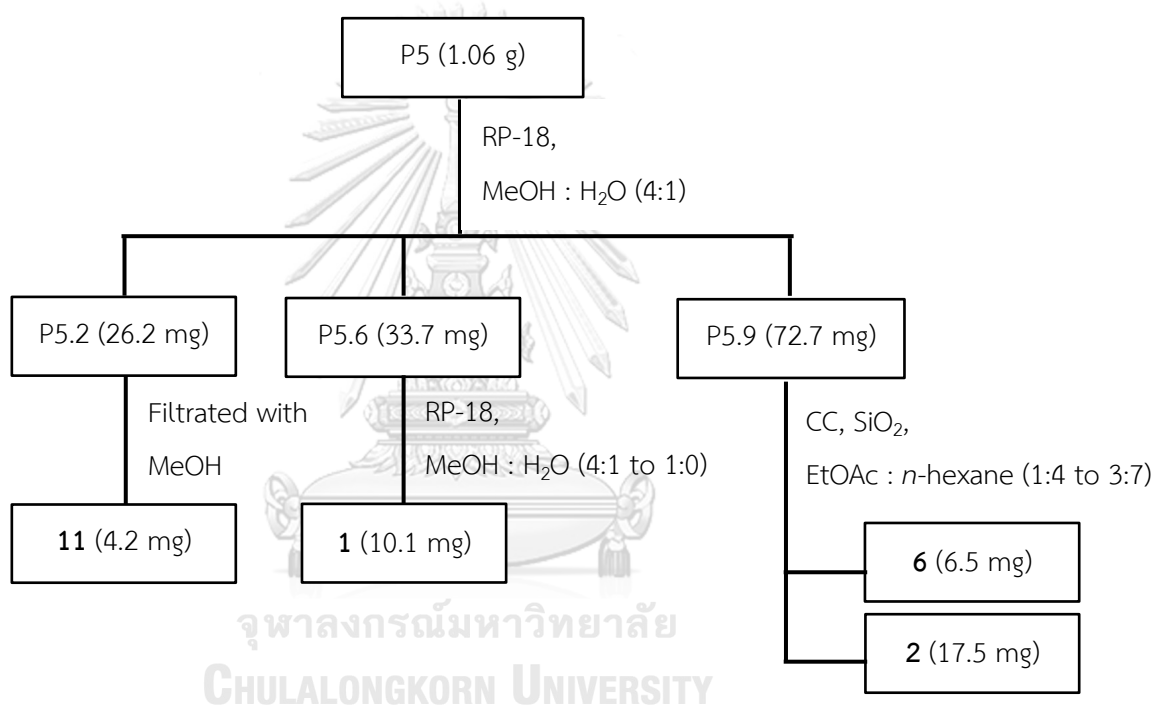 P5 (1.06 g)
RP-18,
MeOH : H₂O (4:1)
P5.2 (26.2 mg)
P5.6 (33.7 mg)
P5.9 (72.7 mg)
Filtrated with
MeOH
RP-18,
MeOH : H₂O (4:1 to 1:0)
CC, SiO₂,
EtOAc : n-hexane (1:4 to 3:7)
11 (4.2 mg)
1 (10.1 mg)
6 (6.5 mg)
2 (17.5 mg)
จุฬาลงกรณ์มหาวิทยาลัย
CHULALONGKORN UNIVERSITY